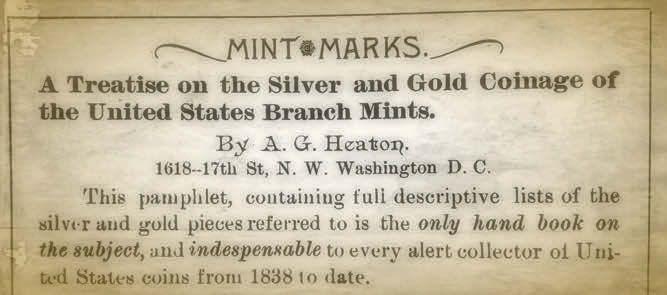 MINT MARKS.
A Treatise on the Silver and Gold Coinage of
the United States Branch Mints.
By A. G. Heaton.
1618--17th St, N. W. Washington D. C.
This pamphlet, containing full descriptive lists of the
silver and gold pieces referred to is the only hand book on
the subject, and indespensable to every alert collector of Uni-
ted States coins from 1838 to date.